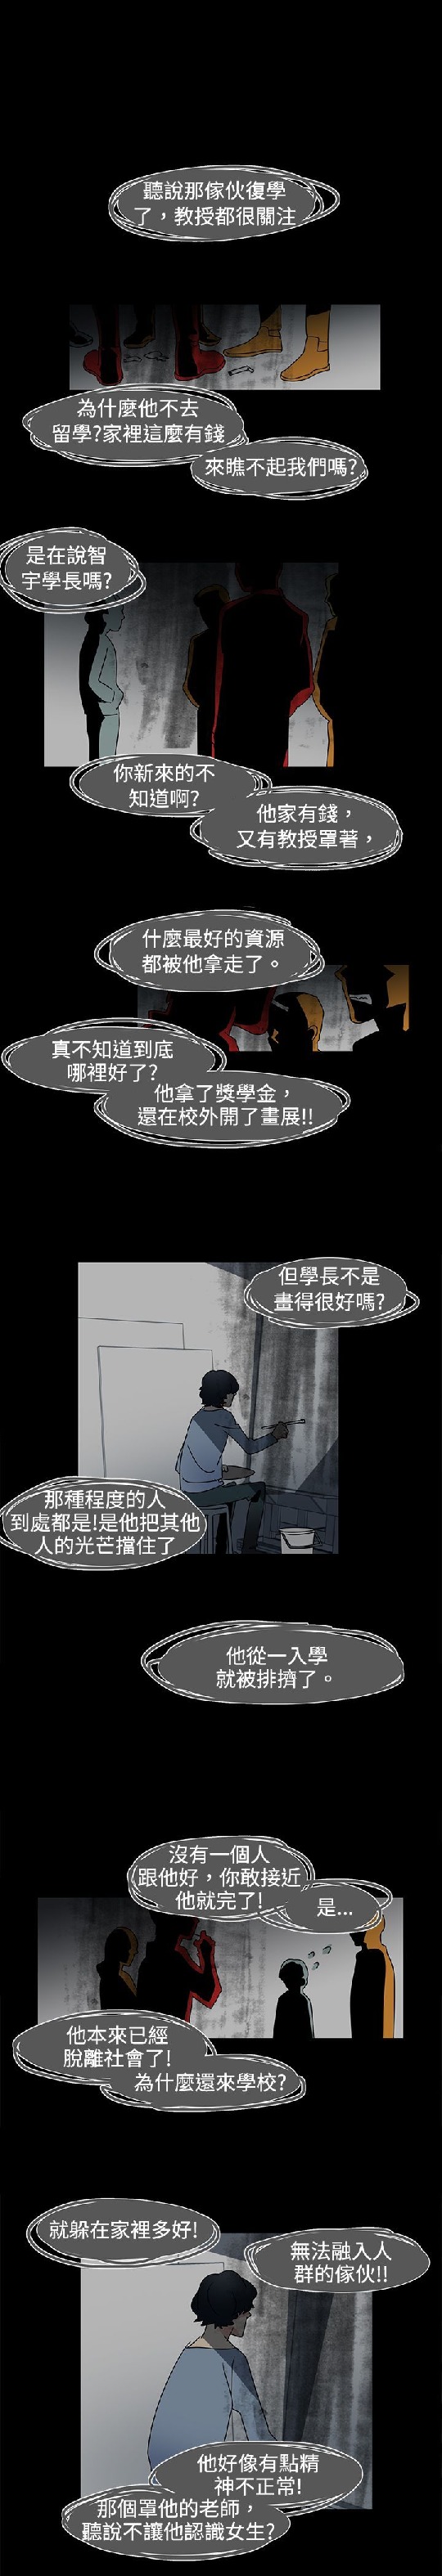 聽說那傢伙復學
了，教授都很關注
為什麼他不去
留學?家裡這麼有錢
來瞧不起我們嗎?
是在說智
宇學長嗎?
你新來的不
知道啊?
他家有錢，
又有教授罩著，
什麼最好的資源
都被他拿走了。
真不知道到底
哪裡好了?
他拿了獎學金，
還在校外開了畫展!!
但學長不是
畫得很好嗎?
那種程度的人
到處都是!是他把其他
人的光芒擋住了
他從一入學
就被排擠了。
沒有一個人
跟他好，你敢接近
他就完了!
是...
他本來已經
脫離社會了!
為什麼還來學校?
就躲在家裡多好!
無法融入人
群的傢伙!!
他好像有點精
神不正常!
那個罩他的老師，
聽說不讓他認識女生?